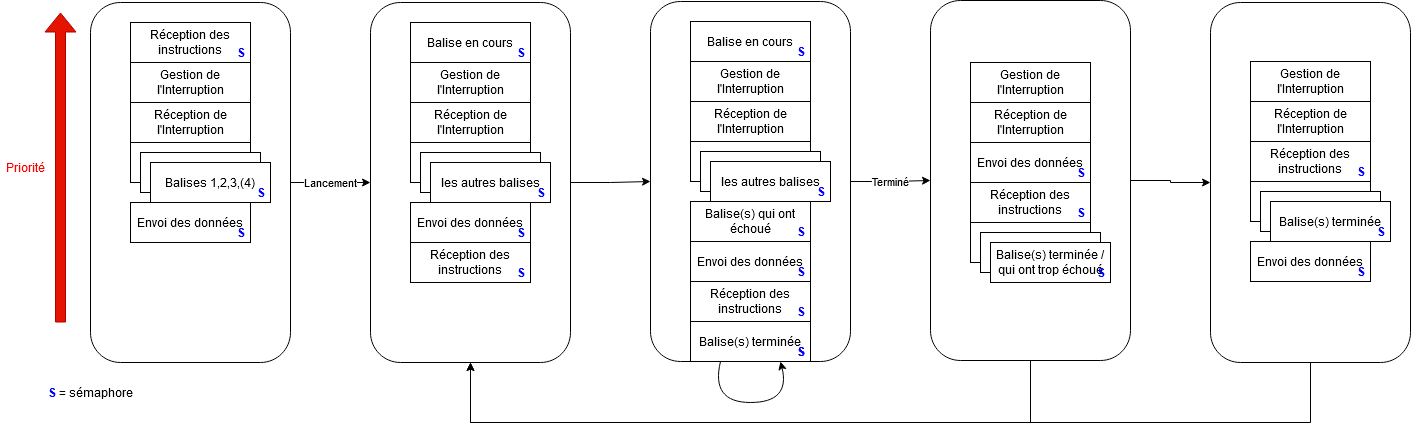 Priorité
Réception des
instructions
S
Gestion de
l'Interruption
Réception de
l'Interruption
Balises 1,2,3,(4)
S
Envoi des données
S
Lancement
Balise en cours
S
Gestion de
l'Interruption
Réception de
l'Interruption
les autres balises
S
Envoi des données
S
Réception des
instructions
S
Balise en cours
S
Gestion de
l'Interruption
Réception de
l'Interruption
les autres balises
S
Balise(s) qui ont
échoué
S
Envoi des données
S
Réception des
instructions
S
Balise(s) terminée
S
Terminé
Gestion de
l'Interruption
Réception de
l'Interruption
Envoi des données
S
Réception des
instructions
S
Balise(s) terminée /
qui ont trop échoué
S
Gestion de
l'Interruption
Réception de
l'Interruption
Réception des
instructions
S
Balise(s) terminée
S
Envoi des données
S
S = sémaphore